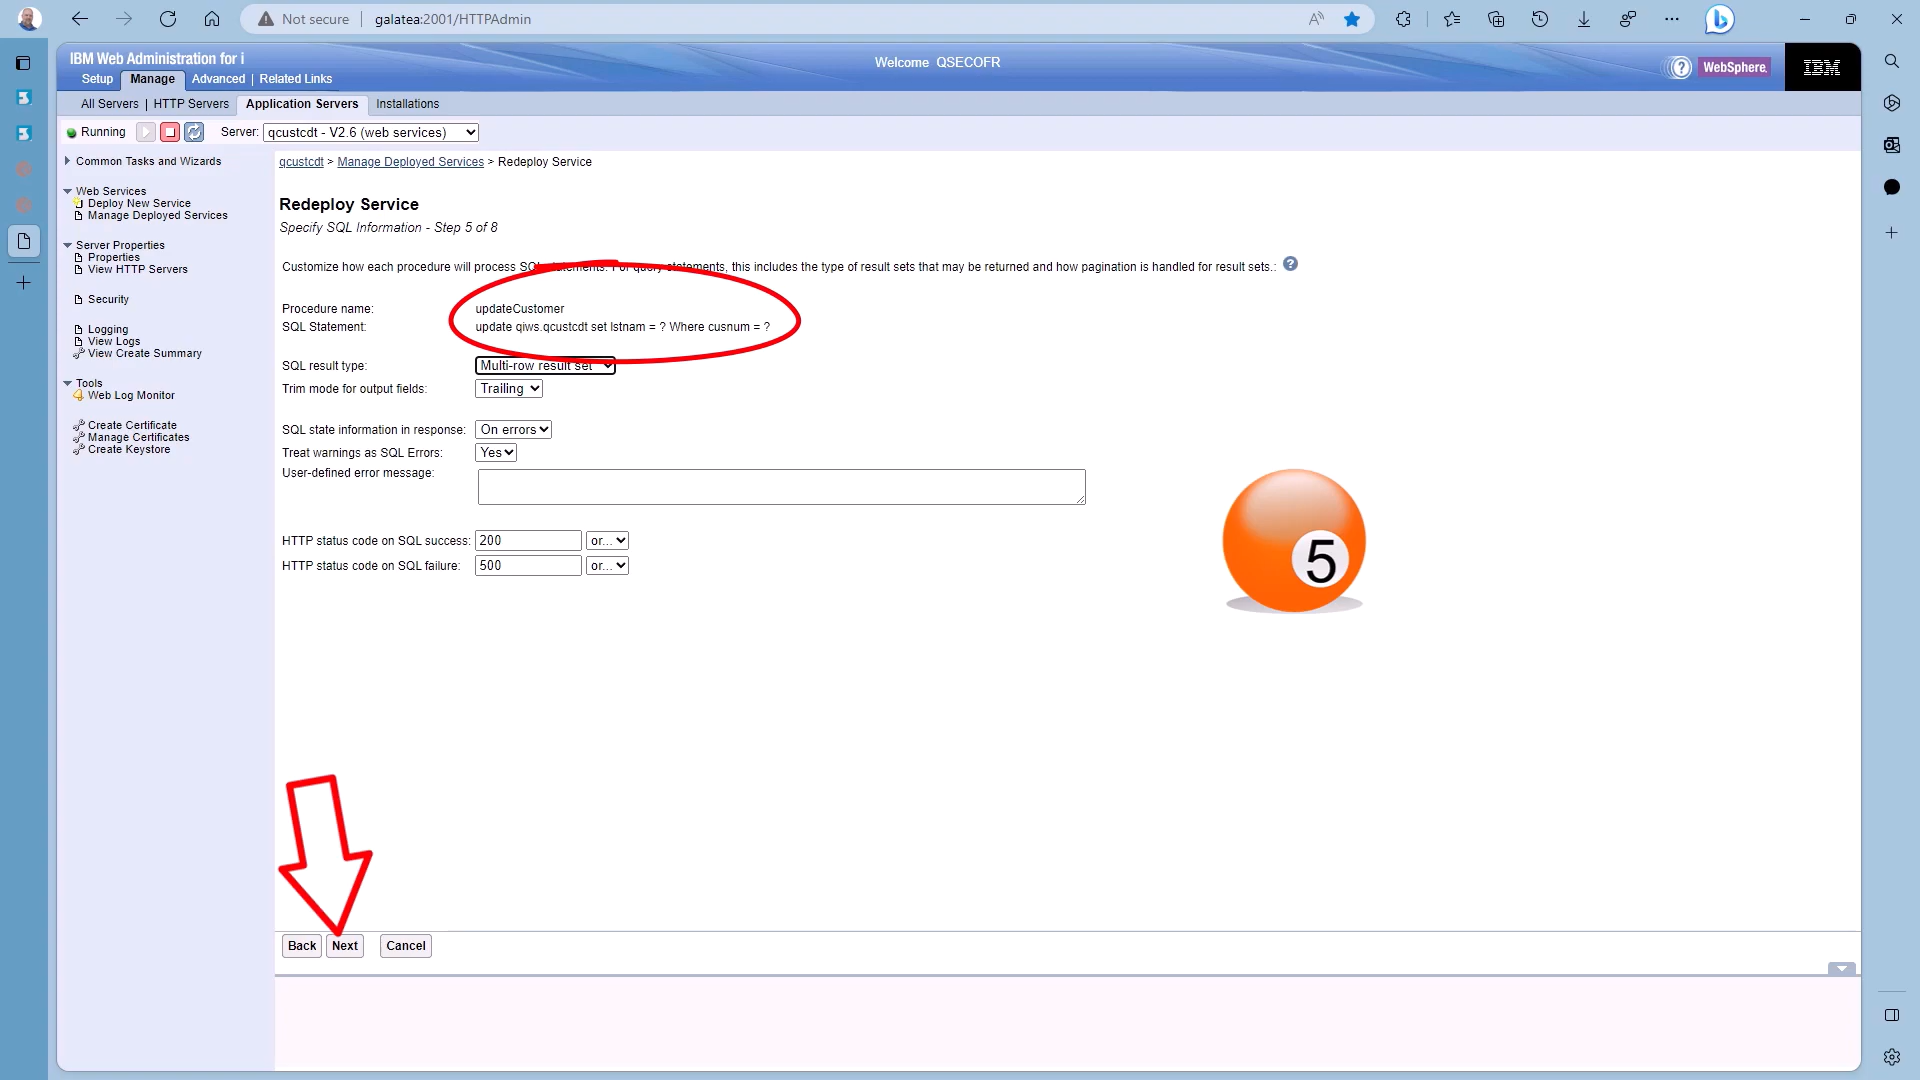 Not secure
galatea:2001/HTTPAdmin
IBM Web Administration for i
Setup Manage Advanced | Related Links
Welcome QSECOFR
? WebSphere.
IBM
All Servers | HTTP Servers Application Servers Installations
Running Server: qcustcdt - V2.6 (web services)
Common Tasks and Wizards
Web Services
Deploy New Service
Manage Deployed Services
Server Properties
Properties
View HTTP Servers
Security
Logging
View Logs
View Create Summary
Tools
Web Log Monitor
Create Certificate
Manage Certificates
Create Keystore
qcustcdt > Manage Deployed Services > Redeploy Service
Redeploy Service
Specify SQL Information - Step 5 of 8
Customize how each procedure will process SQL statements. For query statements, this includes the type of result sets that may be returned and how pagination is handled for result sets.: ?
Procedure name: updateCustomer
SQL Statement: update qiws.qcustcdt set lstnam = ? Where cusnum = ?
SQL result type: Multi-row result set
Trim mode for output fields: Trailing
SQL state information in response: On errors
Treat warnings as SQL Errors: Yes
User-defined error message:
HTTP status code on SQL success: 200 or...
HTTP status code on SQL failure: 500 or...
5
Back Next Cancel